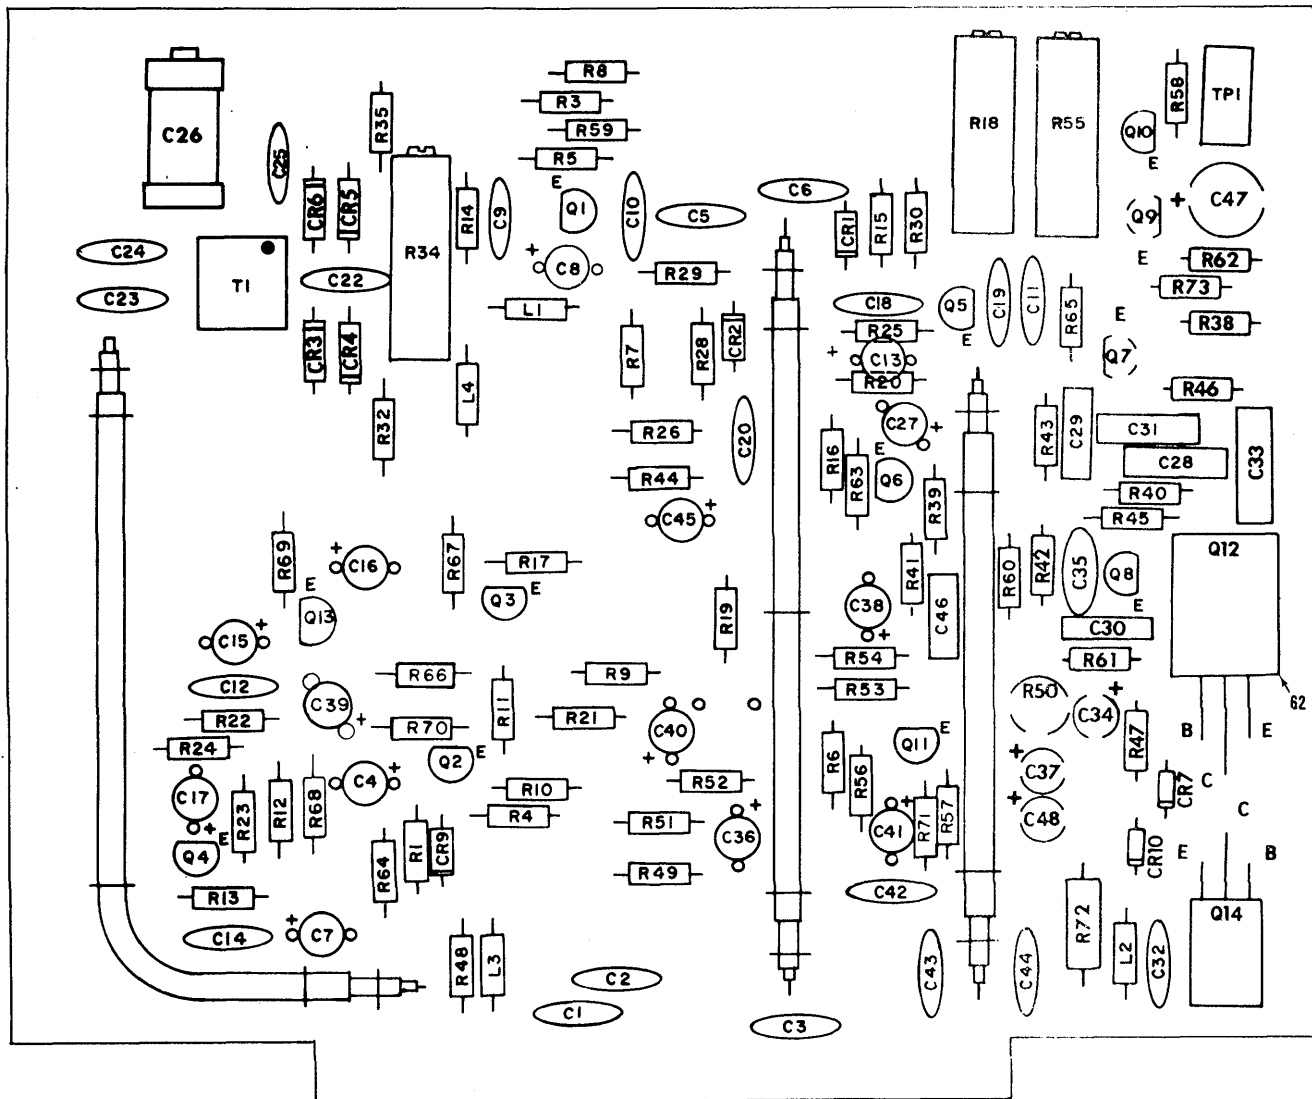 R8
R3
R59
R5
R35
C26
C25
R18
R55
Q10
E
R58
TP1
C6
E
Q1
C10
C5
C9
R14
CR6
CR5
R34
CR1
R15
R30
Q9
E
+
C47
C24
C23
T1
C22
+
C8
R29
R62
R73
R38
L1
C18
R25
Q5
E
C19
C11
R65
E
Q7
CR3
CR4
R7
R28
CR2
+
C13
R20
L4
R32
R46
C27
+
R26
C20
R44
R16
R63
E
Q6
R39
R43
C29
C31
C28
C33
R40
R45
C45
+
R69
+
C16
R67
R17
E
Q3
E
Q13
R19
R41
C46
C38
+
R60
R42
C35
Q8
E
Q12
C30
R61
C15
+
C12
R22
R24
C39
+
R66
R70
R11
R9
R21
C40
+
R54
R53
R50
+
C34
R47
B
C
E
62
Q11
E
Q2
E
R6
R56
+
C37
+
C48
CR7
C17
+
R23
R12
R68
C4
+
R10
R4
R52
R51
R49
+
C36
C41
+
R71
R57
CR10
E
C
B
E
Q4
R64
R1
CR9
C42
R13
C14
+
C7
R48
L3
C2
C1
C3
C43
C44
R72
L2
C32
Q14